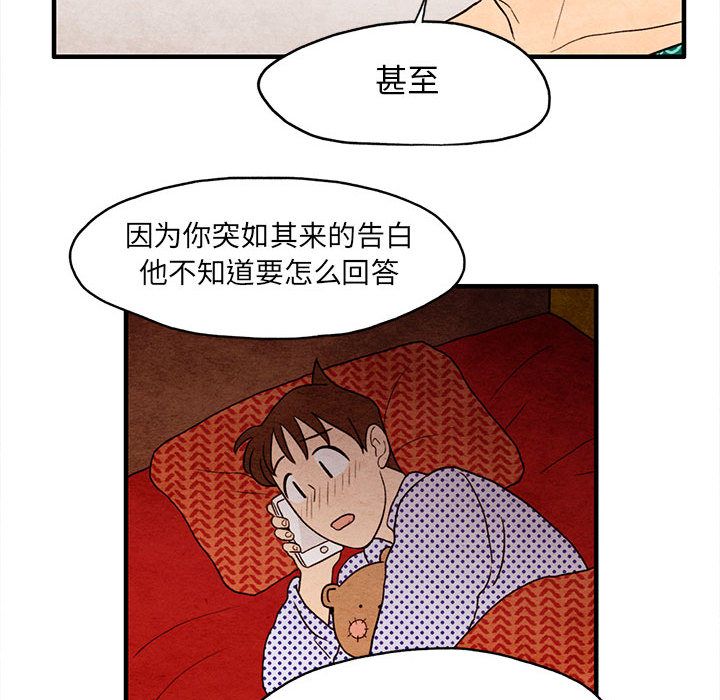 甚至
因为你突如其来的告白
他不知道要怎么回答